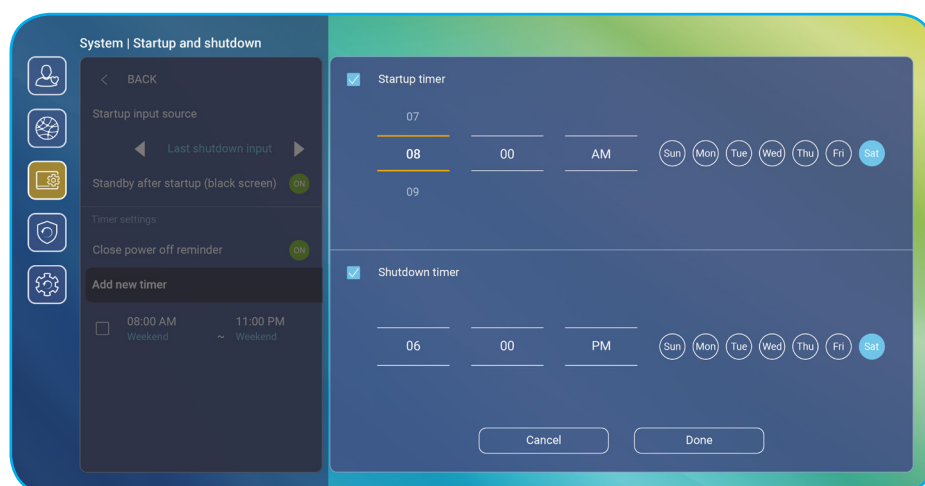 System | Startup and shutdown
< BACK
Startup input source
Last shutdown input
Standby after startup (black screen) ON
Timer settings
Close power off reminder ON
Add new timer
08:00 AM 11:00 PM
Weekend ~ Weekend
Startup timer
07
08 00 AM Sun Mon Tue Wed Thu Fri Sat
09
Shutdown timer
06 00 PM Sun Mon Tue Wed Thu Fri Sat
Cancel Done